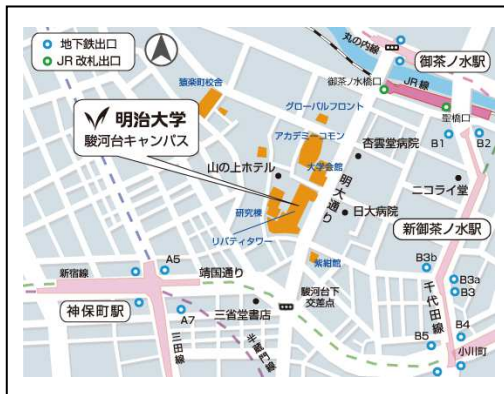 地下鉄出口
JR 改札出口
丸の内線
御茶ノ水駅
猿楽町校舎
御茶ノ水橋口
JR 線
グローバルフロント
聖橋口
明治大学
駿河台キャンパス
アカデミーコモン
杏雲堂病院
B1
B2
山の上ホテル
大学会館
明大通り
ニコライ堂
研究棟
日大病院
リバティタワー
新御茶ノ水駅
紫紺館
B3b
新宿線
A5
靖国通り
駿河台下
交差点
千代田線
B3a
B3
神保町駅
三省堂書店
A7
B4
B5
小川町
三田線
半蔵門線